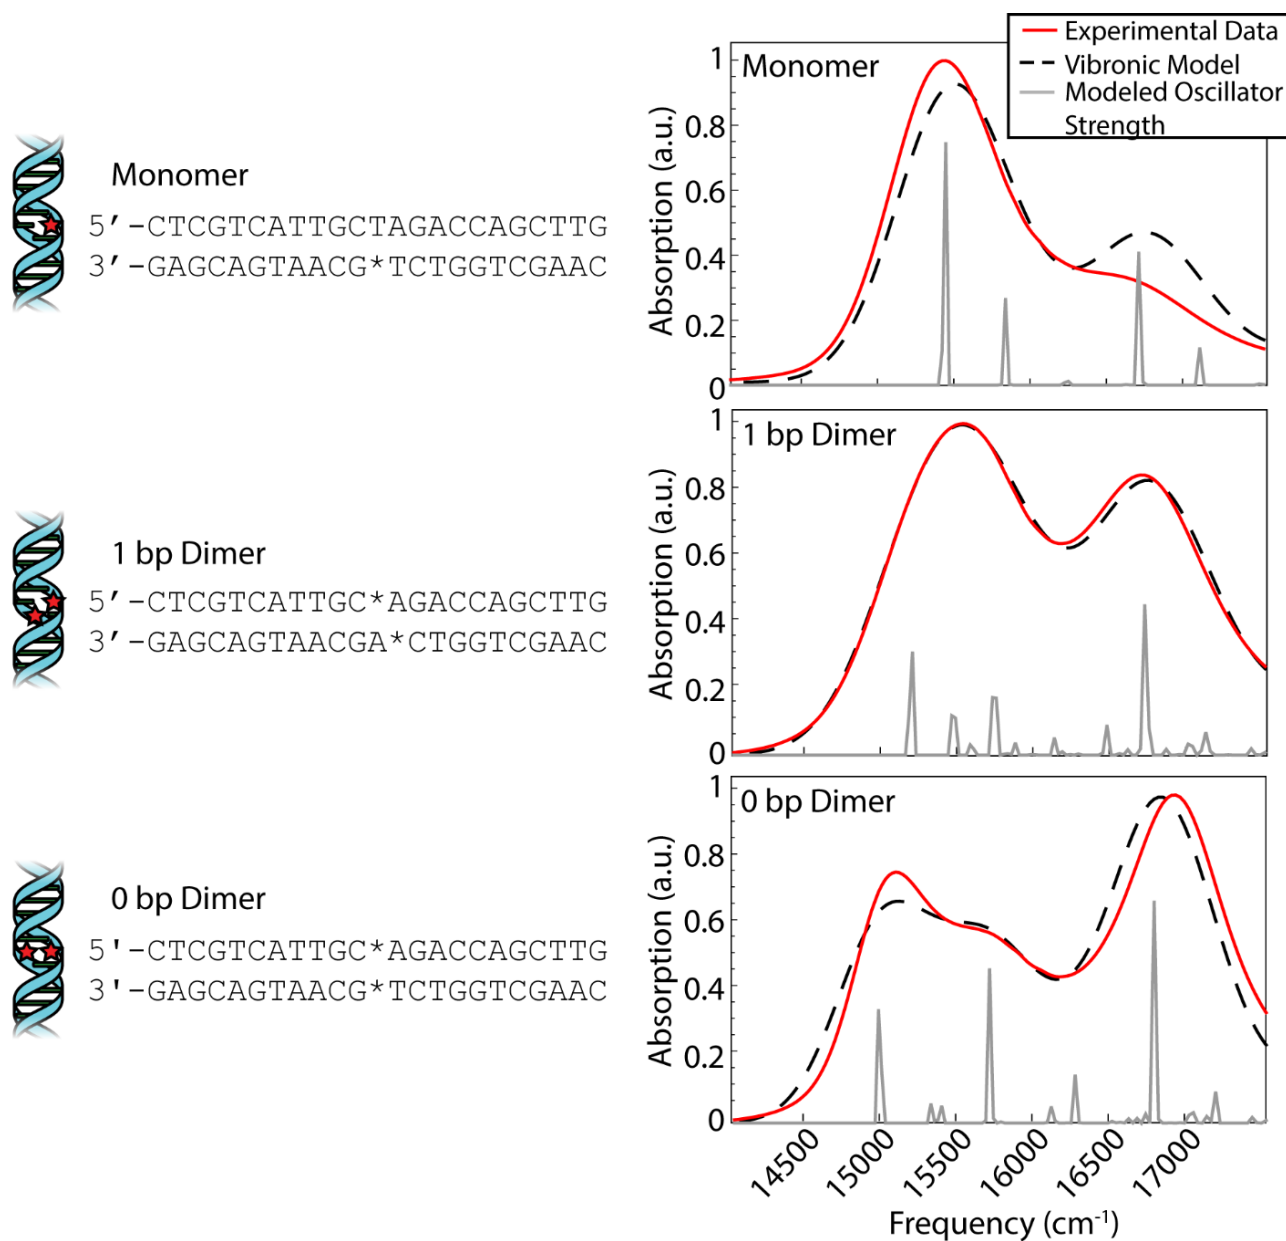 Monomer
5′-CTCGTCATTGCTAGACCAGCTTG
3′-GAGCAGTAACG*TCTGGTCGAAC
1 bp Dimer
5′-CTCGTCATTGC*AGACCAGCTTG
3′-GAGCAGTAACGA*CTGGTCGAAC
0 bp Dimer
5'-CTCGTCATTGC*AGACCAGCTTG
3'-GAGCAGTAACG*TCTGGTCGAAC
Experimental Data
Vibronic Model
Modeled Oscillator
Strength
Monomer
Absorption (a.u.)
1
0.8
0.6
0.4
0.2
0
1 bp Dimer
Absorption (a.u.)
1
0.8
0.6
0.4
0.2
0
0 bp Dimer
Absorption (a.u.)
1
0.8
0.6
0.4
0.2
0
14500 15000 15500 16000 16500 17000
Frequency (cm⁻¹)